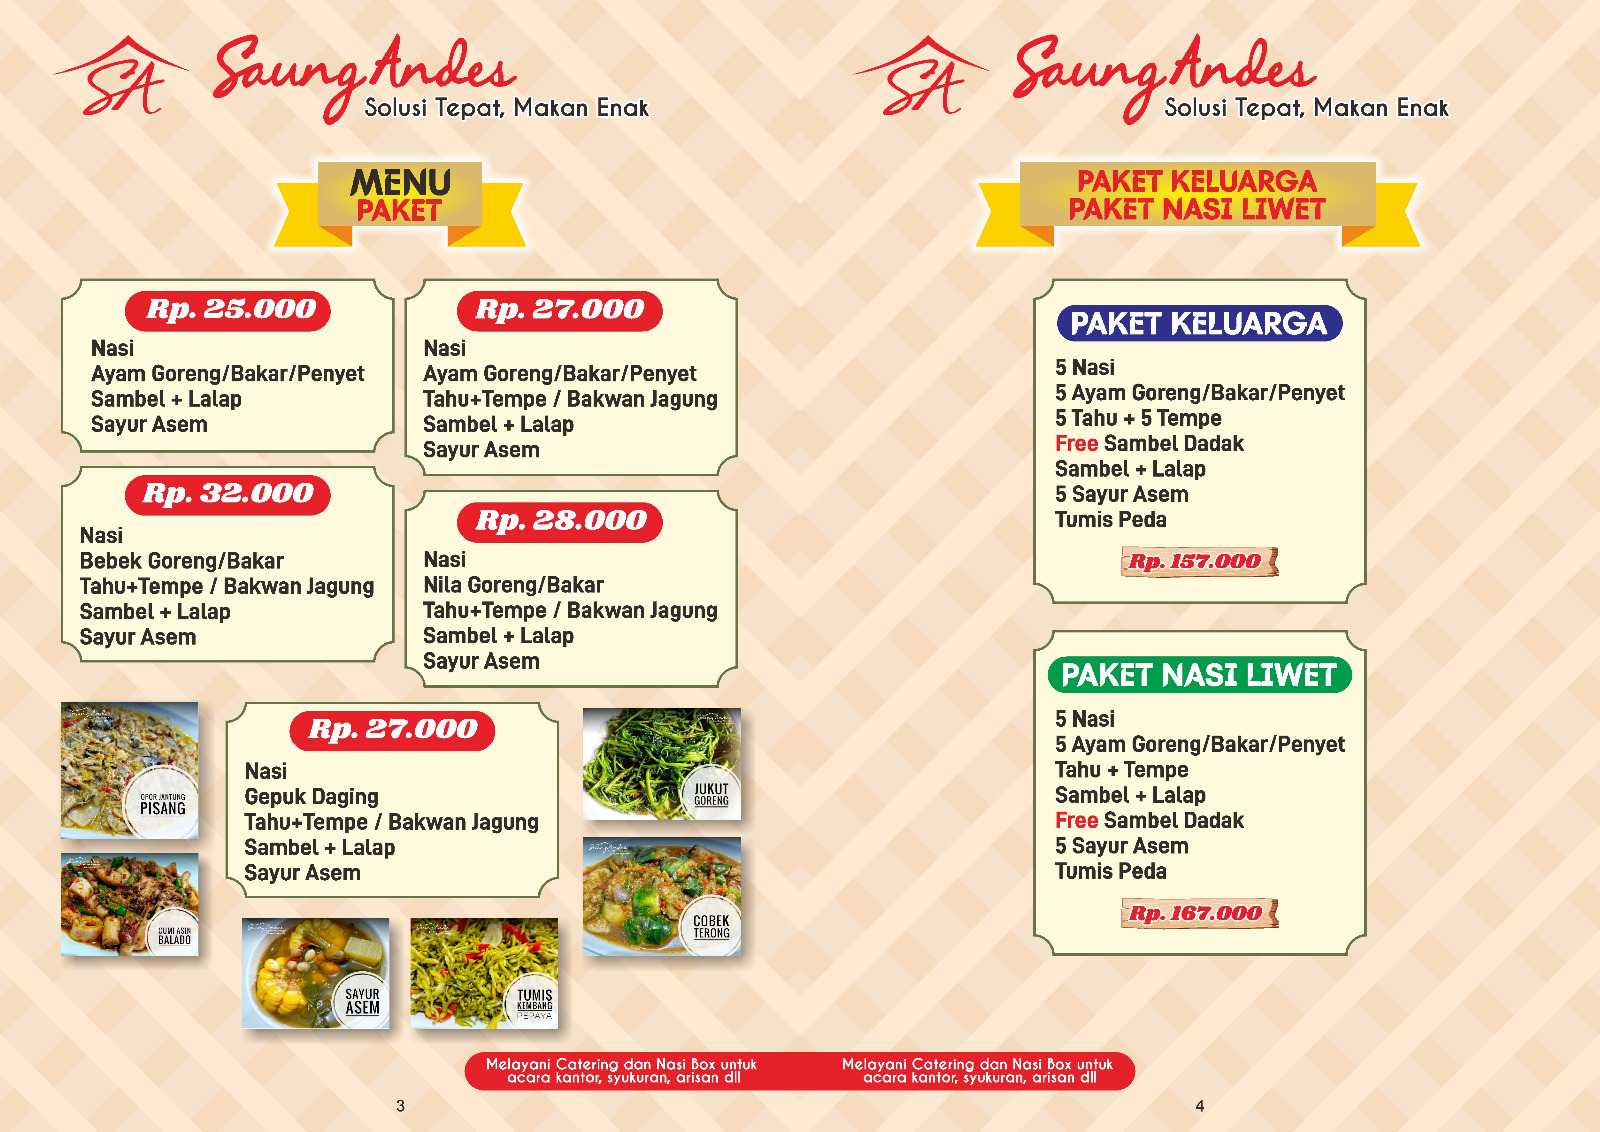 SA
Saung Andes
Solusi Tepat, Makan Enak
MENU
PAKET
Rp. 25.000
Nasi
Ayam Goreng/Bakar/Penyet
Sambel + Lalap
Sayur Asem
Rp. 27.000
Nasi
Ayam Goreng/Bakar/Penyet
Tahu+Tempe / Bakwan Jagung
Sambel + Lalap
Sayur Asem
Rp. 32.000
Nasi
Bebek Goreng/Bakar
Tahu+Tempe / Bakwan Jagung
Sambel + Lalap
Sayur Asem
Rp. 28.000
Nasi
Nila Goreng/Bakar
Tahu+Tempe / Bakwan Jagung
Sambel + Lalap
Sayur Asem
Rp. 27.000
Nasi
Gepuk Daging
Tahu+Tempe / Bakwan Jagung
Sambel + Lalap
Sayur Asem
OPOR JANTUNG
PISANG
CUMI ASIN
BALADO
JUKUT
GORENG
COBEK
TERONG
SAYUR
ASEM
TUMIS
KEMBANG
PEPAYA
Melayani Catering dan Nasi Box untuk
acara kantor, syukuran, arisan dll
3
SA
Saung Andes
Solusi Tepat, Makan Enak
PAKET KELUARGA
PAKET NASI LIWET
PAKET KELUARGA
5 Nasi
5 Ayam Goreng/Bakar/Penyet
5 Tahu + 5 Tempe
Free Sambel Dadak
Sambel + Lalap
5 Sayur Asem
Tumis Peda
Rp. 157.000
PAKET NASI LIWET
5 Nasi
5 Ayam Goreng/Bakar/Penyet
Tahu + Tempe
Sambel + Lalap
Free Sambel Dadak
5 Sayur Asem
Tumis Peda
Rp. 167.000
Melayani Catering dan Nasi Box untuk
acara kantor, syukuran, arisan dll
4